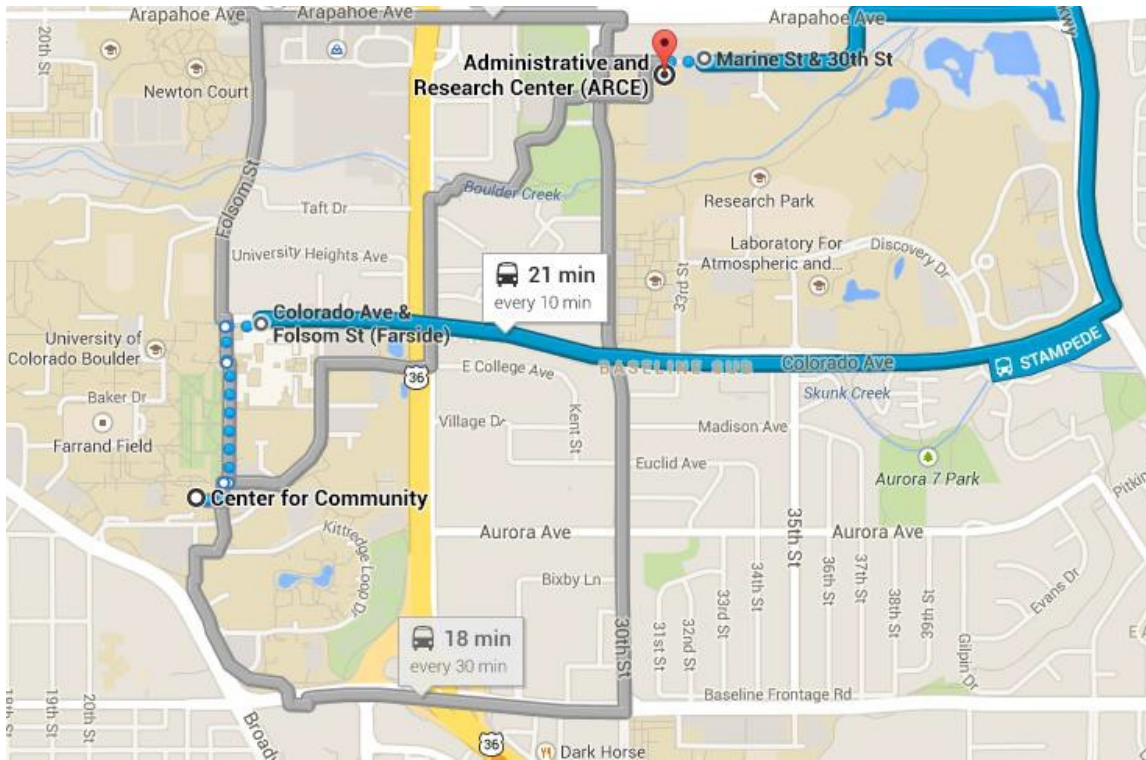 Arapahoe Ave
Arapahoe Ave
Arapahoe Ave
20th St
Newton Court
Administrative and
Research Center (ARCE)
Marine St & 30th St
Folsom St
Boulder Creek
Taft Dr
Research Park
University Heights Ave
Laboratory For
Atmospheric and...
Discovery Dr
33rd St
21 min
every 10 min
Colorado Ave &
Folsom St (Farside)
University of
Colorado Boulder
36
E College Ave
BASELINE SUB
Colorado Ave
STAMPEDE
Skunk Creek
Baker Dr
Farrand Field
Village Dr
Kent St
Madison Ave
Euclid Ave
Aurora 7 Park
Center for Community
Kittredge Loop Dr
Aurora Ave
35th St
Aurora Ave
Bixby Ln
34th St
36th St
37th St
33rd St
38th St
39th St
Evans Dr
18 min
every 30 min
30th St
31st St
32nd St
Gilpin Dr
Baseline Frontage Rd
18th St
19th St
20th St
36
Dark Horse